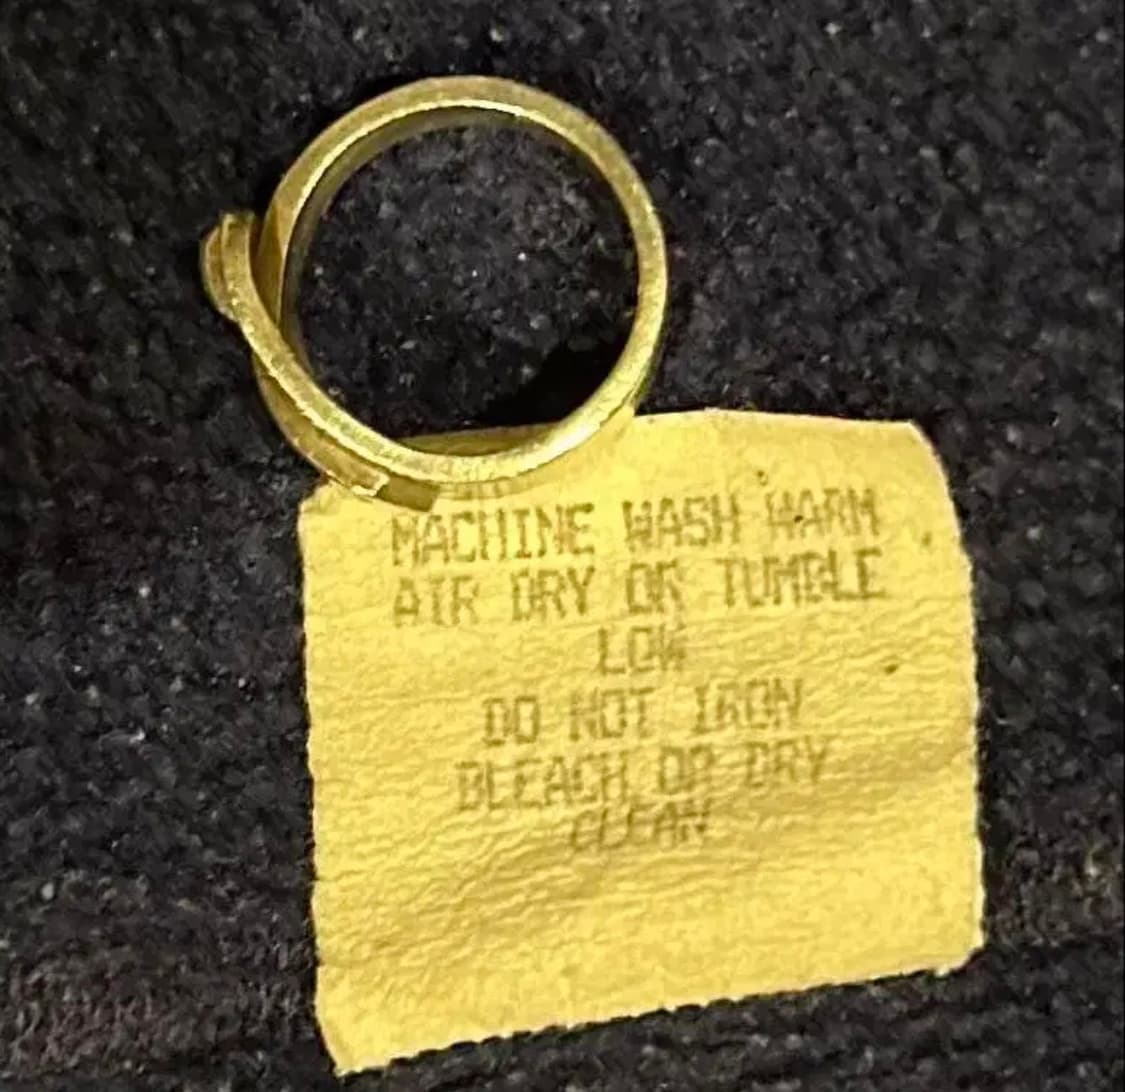 MACHINE WASH WARM
AIR DRY OR TUMBLE
LOW
DO NOT IRON
BLEACH OR DRY
CLEAN